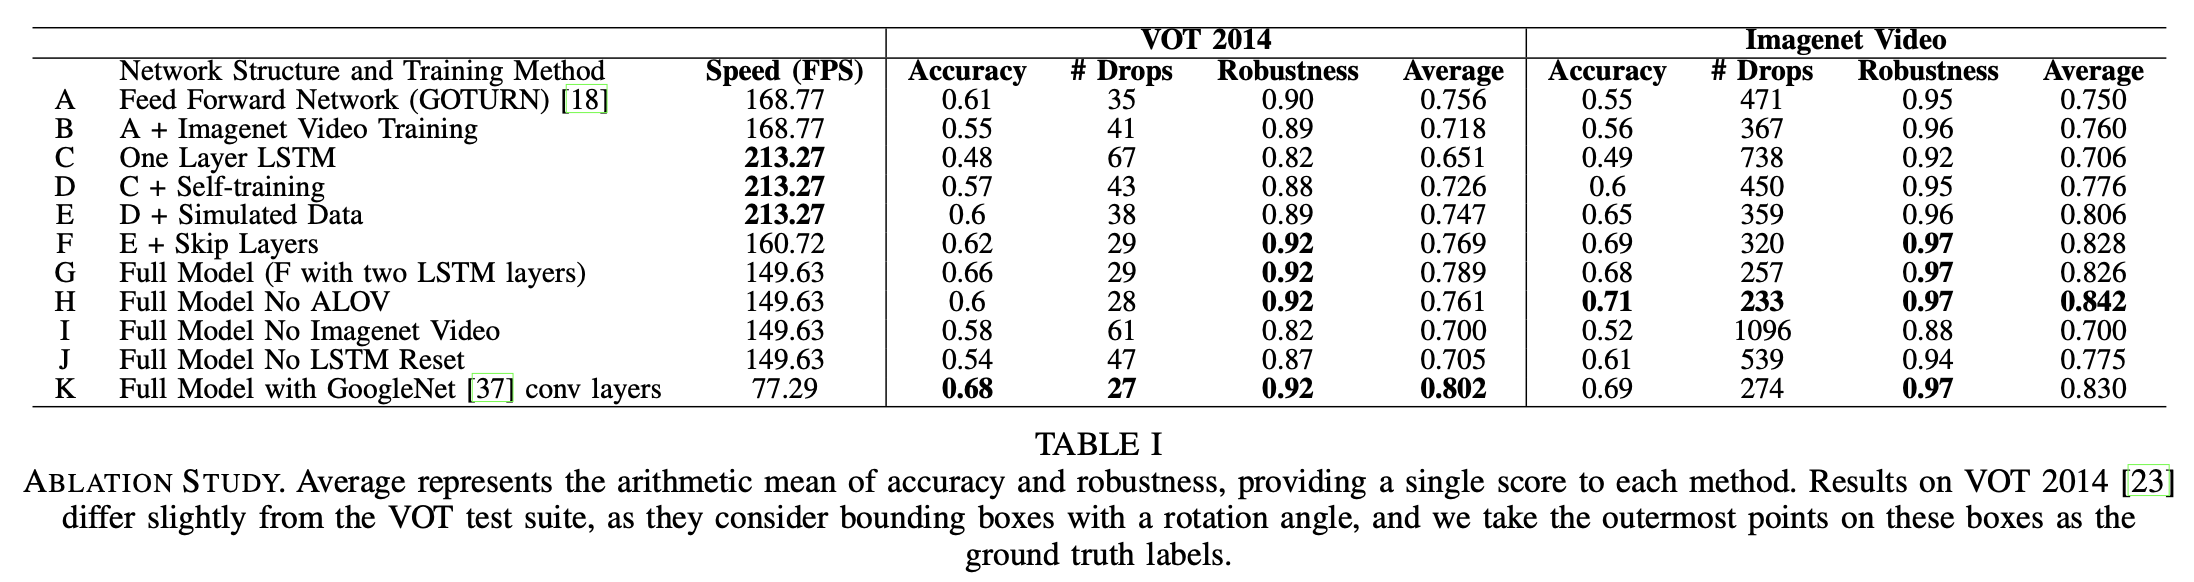 VOT 2014 Imagenet Video
Network Structure and Training Method Speed (FPS) Accuracy # Drops Robustness Average Accuracy # Drops Robustness Average
A Feed Forward Network (GOTURN) [18] 168.77 0.61 35 0.90 0.756 0.55 471 0.95 0.750
B A + Imagenet Video Training 168.77 0.55 41 0.89 0.718 0.56 367 0.96 0.760
C One Layer LSTM 213.27 0.48 67 0.82 0.651 0.49 738 0.92 0.706
D C + Self-training 213.27 0.57 43 0.88 0.726 0.6 450 0.95 0.776
E D + Simulated Data 213.27 0.6 38 0.89 0.747 0.65 359 0.96 0.806
F E + Skip Layers 160.72 0.62 29 0.92 0.769 0.69 320 0.97 0.828
G Full Model (F with two LSTM layers) 149.63 0.66 29 0.92 0.789 0.68 257 0.97 0.826
H Full Model No ALOV 149.63 0.6 28 0.92 0.761 0.71 233 0.97 0.842
I Full Model No Imagenet Video 149.63 0.58 61 0.82 0.700 0.52 1096 0.88 0.700
J Full Model No LSTM Reset 149.63 0.54 47 0.87 0.705 0.61 539 0.94 0.775
K Full Model with GoogleNet [37] conv layers 77.29 0.68 27 0.92 0.802 0.69 274 0.97 0.830
TABLE I
ABLATION STUDY. Average represents the arithmetic mean of accuracy and robustness, providing a single score to each method. Results on VOT 2014 [23]
differ slightly from the VOT test suite, as they consider bounding boxes with a rotation angle, and we take the outermost points on these boxes as the
ground truth labels.